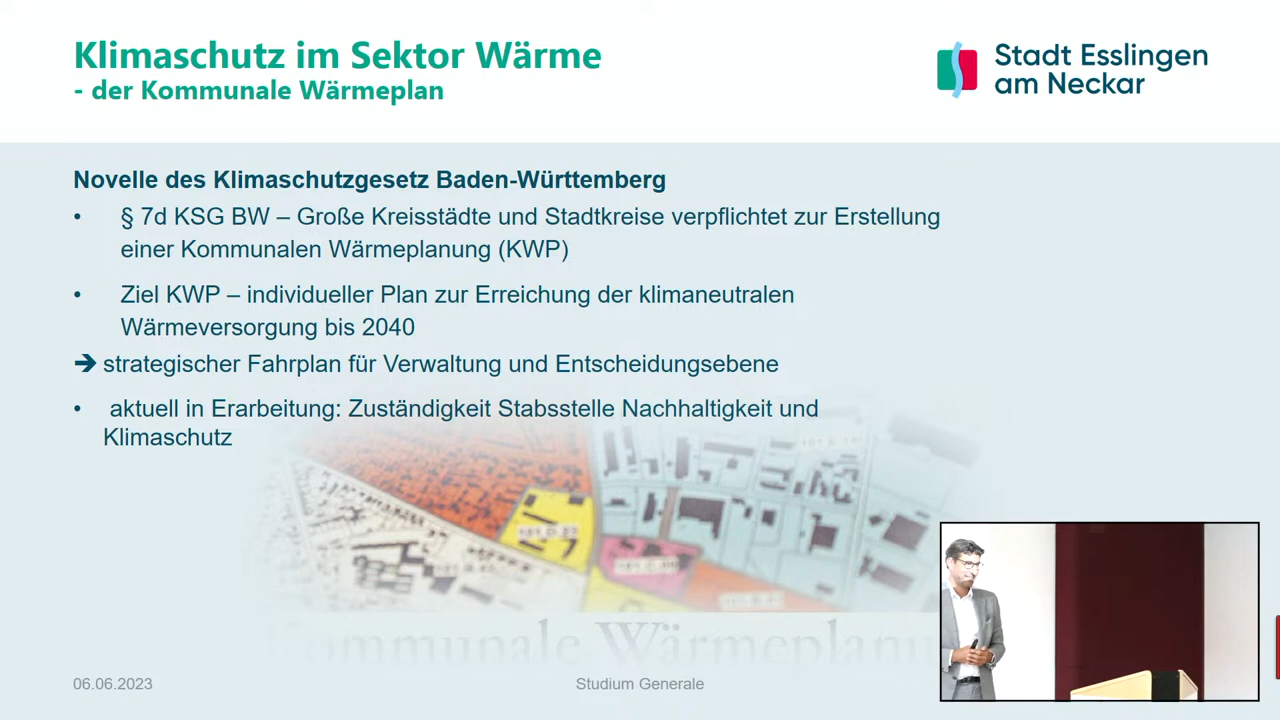 Klimaschutz im Sektor Wärme
- der Kommunale Wärmeplan
Stadt Esslingen
am Neckar
Novelle des Klimaschutzgesetz Baden-Württemberg
• § 7d KSG BW – Große Kreisstädte und Stadtkreise verpflichtet zur Erstellung
einer Kommunalen Wärmeplanung (KWP)
• Ziel KWP – individueller Plan zur Erreichung der klimaneutralen
Wärmeversorgung bis 2040
➔ strategischer Fahrplan für Verwaltung und Entscheidungsebene
• aktuell in Erarbeitung: Zuständigkeit Stabsstelle Nachhaltigkeit und
Klimaschutz
ommunale Wärmeplanu
06.06.2023
Studium Generale